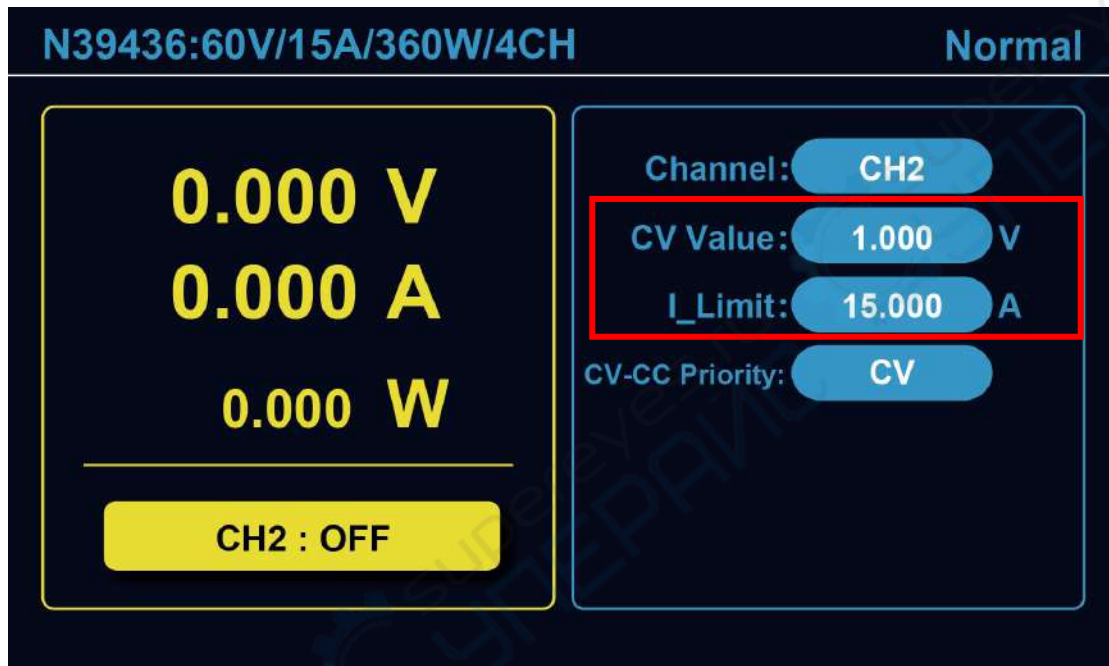 N39436:60V/15A/360W/4CH Normal
0.000 V
0.000 A
0.000 W
CH2 : OFF
Channel: CH2
CV Value: 1.000 V
I_Limit: 15.000 A
CV-CC Priority: CV